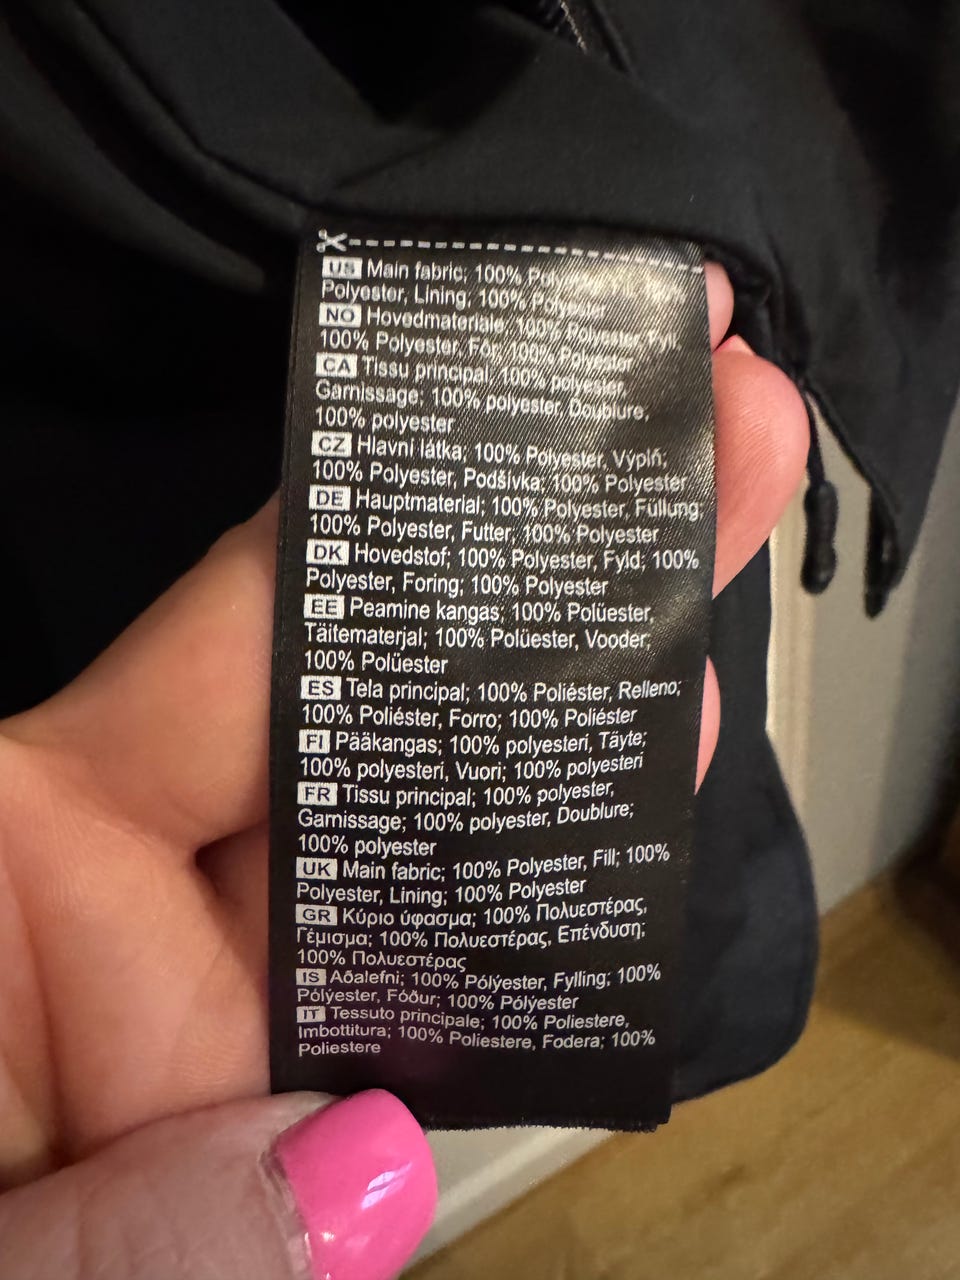 US Main fabric; 100%
Polyester, Lining, 100% Polyester
NO Hovedmateriale; 100% Polyester, Fyll;
100% Polyester, Fôr; 100% Polyester
CA Tissu principal; 100% polyester,
Garnissage; 100% polyester, Doublure,
100% polyester
CZ Hlavní látka; 100% Polyester, Výplň;
100% Polyester, Podšívka; 100% Polyester
DE Hauptmaterial; 100% Polyester, Füllung;
100% Polyester, Futter; 100% Polyester
DK Hovedstof; 100% Polyester, Fyld; 100%
Polyester, Foring; 100% Polyester
EE Peamine kangas; 100% Polüester,
Täitematerjal; 100% Polüester, Vooder;
100% Polüester
ES Tela principal; 100% Poliéster, Relleno;
100% Poliéster, Forro; 100% Poliéster
FI Pääkangas; 100% polyesteri, Täyte;
100% polyesteri, Vuori; 100% polyesteri
FR Tissu principal; 100% polyester,
Garnissage; 100% polyester, Doublure;
100% polyester
UK Main fabric; 100% Polyester, Fill; 100%
Polyester, Lining; 100% Polyester
GR Κύριο ύφασμα; 100% Πολυεστέρας,
Γέμισμα; 100% Πολυεστέρας, Επένδυση;
100% Πολυεστέρας
IS Aðalefni; 100% Pólýester, Fylling; 100%
Pólýester, Fóður; 100% Pólýester
IT Tessuto principale; 100% Poliestere,
Imbottitura; 100% Poliestere, Fodera; 100%
Poliestere